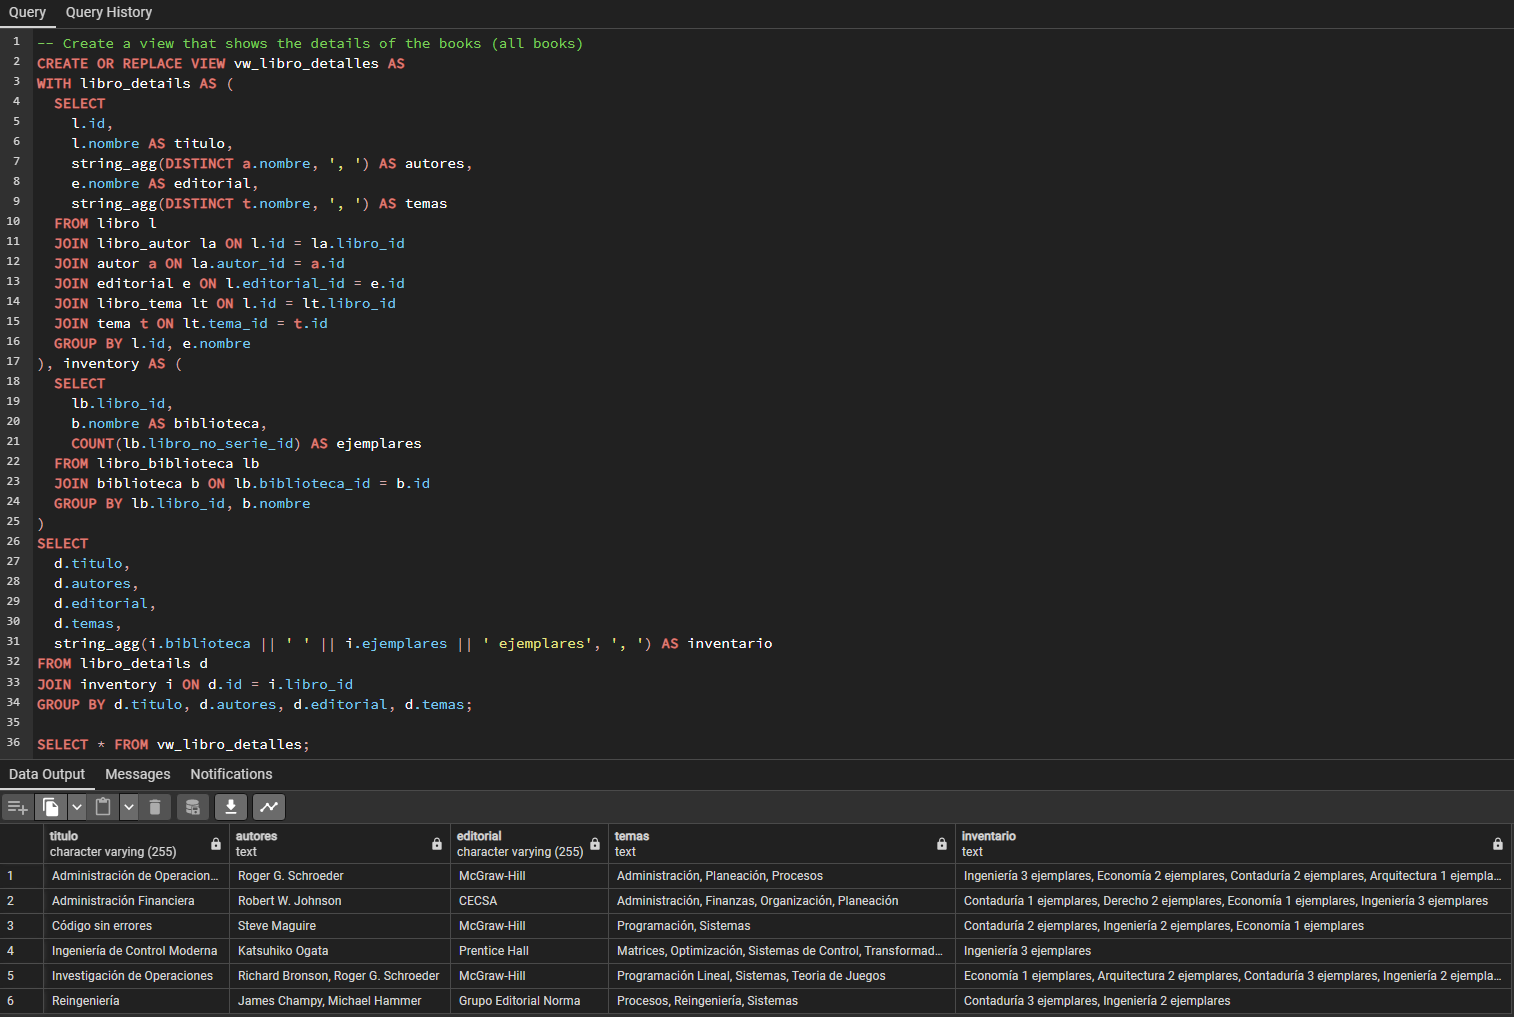 Query Query History
1 -- Create a view that shows the details of the books (all books)
2 CREATE OR REPLACE VIEW vw_libro_detalles AS
3 WITH libro_details AS (
4 SELECT
5 l.id,
6 l.nombre AS titulo,
7 string_agg(DISTINCT a.nombre, ', ') AS autores,
8 e.nombre AS editorial,
9 string_agg(DISTINCT t.nombre, ', ') AS temas
10 FROM libro l
11 JOIN libro_autor la ON l.id = la.libro_id
12 JOIN autor a ON la.autor_id = a.id
13 JOIN editorial e ON l.editorial_id = e.id
14 JOIN libro_tema lt ON l.id = lt.libro_id
15 JOIN tema t ON lt.tema_id = t.id
16 GROUP BY l.id, e.nombre
17 ), inventory AS (
18 SELECT
19 lb.libro_id,
20 b.nombre AS biblioteca,
21 COUNT(lb.libro_no_serie_id) AS ejemplares
22 FROM libro_biblioteca lb
23 JOIN biblioteca b ON lb.biblioteca_id = b.id
24 GROUP BY lb.libro_id, b.nombre
25 )
26 SELECT
27 d.titulo,
28 d.autores,
29 d.editorial,
30 d.temas,
31 string_agg(i.biblioteca || ' ' || i.ejemplares || ' ejemplares', ', ') AS inventario
32 FROM libro_details d
33 JOIN inventory i ON d.id = i.libro_id
34 GROUP BY d.titulo, d.autores, d.editorial, d.temas;
35
36 SELECT * FROM vw_libro_detalles;
Data Output Messages Notifications
titulo autores editorial temas inventario
character varying (255) text character varying (255) text text
1 Administración de Operacion... Roger G. Schroeder McGraw-Hill Administración, Planeación, Procesos Ingeniería 3 ejemplares, Economía 2 ejemplares, Contaduría 2 ejemplares, Arquitectura 1 ejempla...
2 Administración Financiera Robert W. Johnson CECSA Administración, Finanzas, Organización, Planeación Contaduría 1 ejemplares, Derecho 2 ejemplares, Economía 1 ejemplares, Ingeniería 3 ejemplares
3 Código sin errores Steve Maguire McGraw-Hill Programación, Sistemas Contaduría 2 ejemplares, Ingeniería 2 ejemplares, Economía 1 ejemplares
4 Ingeniería de Control Moderna Katsuhiko Ogata Prentice Hall Matrices, Optimización, Sistemas de Control, Transformad... Ingeniería 3 ejemplares
5 Investigación de Operaciones Richard Bronson, Roger G. Schroeder McGraw-Hill Programación Lineal, Sistemas, Teoria de Juegos Economía 1 ejemplares, Arquitectura 2 ejemplares, Contaduría 3 ejemplares, Ingeniería 2 ejempla...
6 Reingeniería James Champy, Michael Hammer Grupo Editorial Norma Procesos, Reingeniería, Sistemas Contaduría 3 ejemplares, Ingeniería 2 ejemplares